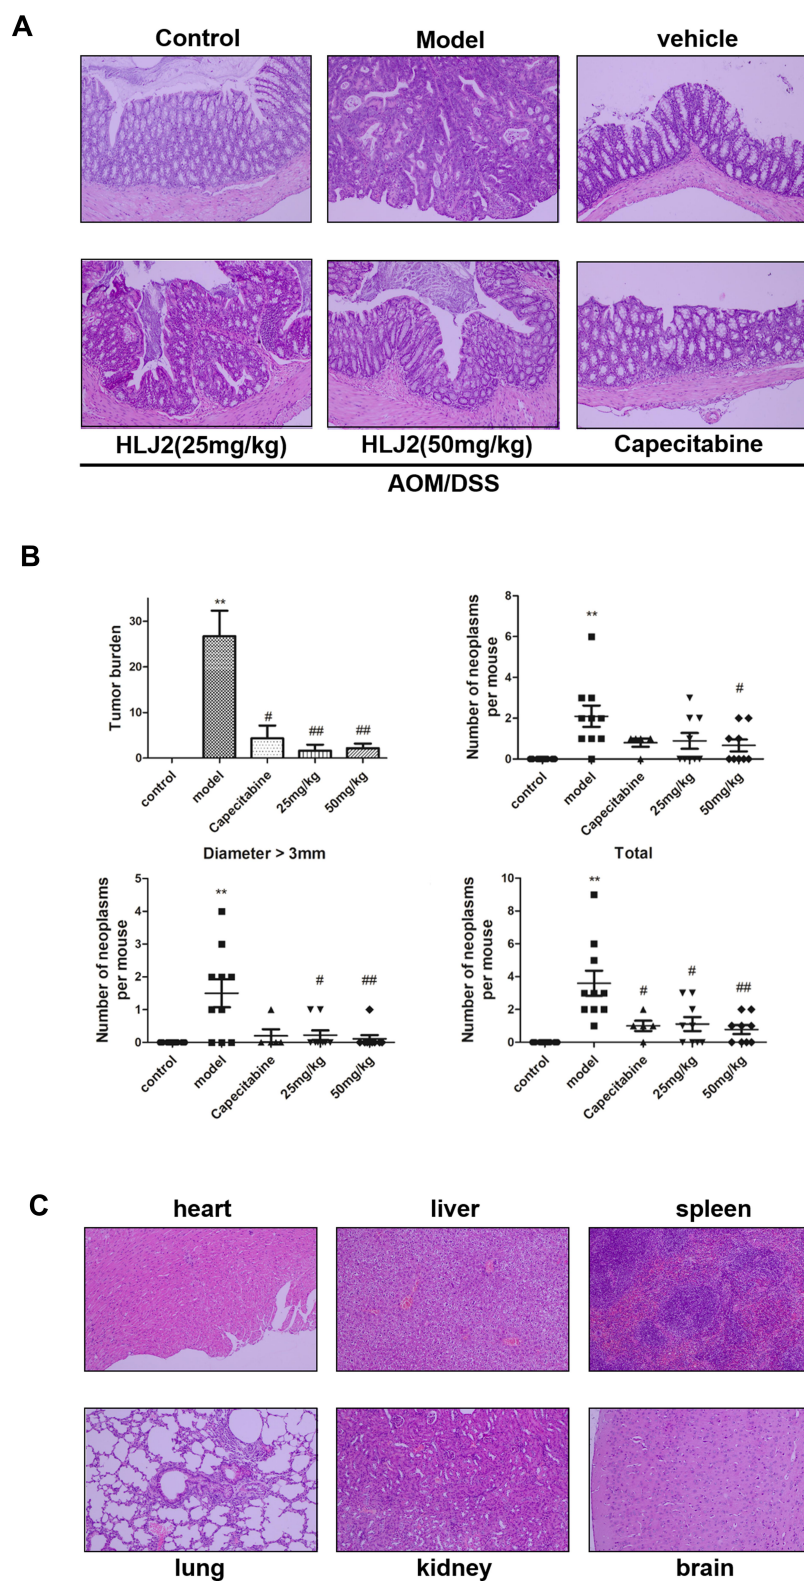 A
Control
Model
vehicle
HLJ2(25mg/kg)
HLJ2(50mg/kg)
Capecitabine
AOM/DSS
B
Tumor burden
30
20
10
0
**
#
##
##
control
model
Capecitabine
25mg/kg
50mg/kg
Number of neoplasms
per mouse
8
6
4
2
0
**
#
control
model
Capecitabine
25mg/kg
50mg/kg
Diameter > 3mm
Number of neoplasms
per mouse
5
4
3
2
1
0
**
#
##
control
model
Capecitabine
25mg/kg
50mg/kg
Total
Number of neoplasms
per mouse
10
8
6
4
2
0
**
#
#
##
control
model
Capecitabine
25mg/kg
50mg/kg
C
heart
liver
spleen
lung
kidney
brain